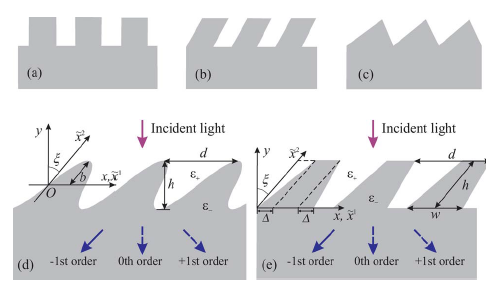 (a)
(b)
(c)
y
x̃²
ξ
b
x, x̃¹
O
Incident light
d
h
ε₊
ε₋
-1st order
0th order
+1st order
(d)
y
x̃²
ξ
Δ
Δ
x, x̃¹
Incident light
ε₊
ε₋
d
h
w
-1st order
0th order
+1st order
(e)